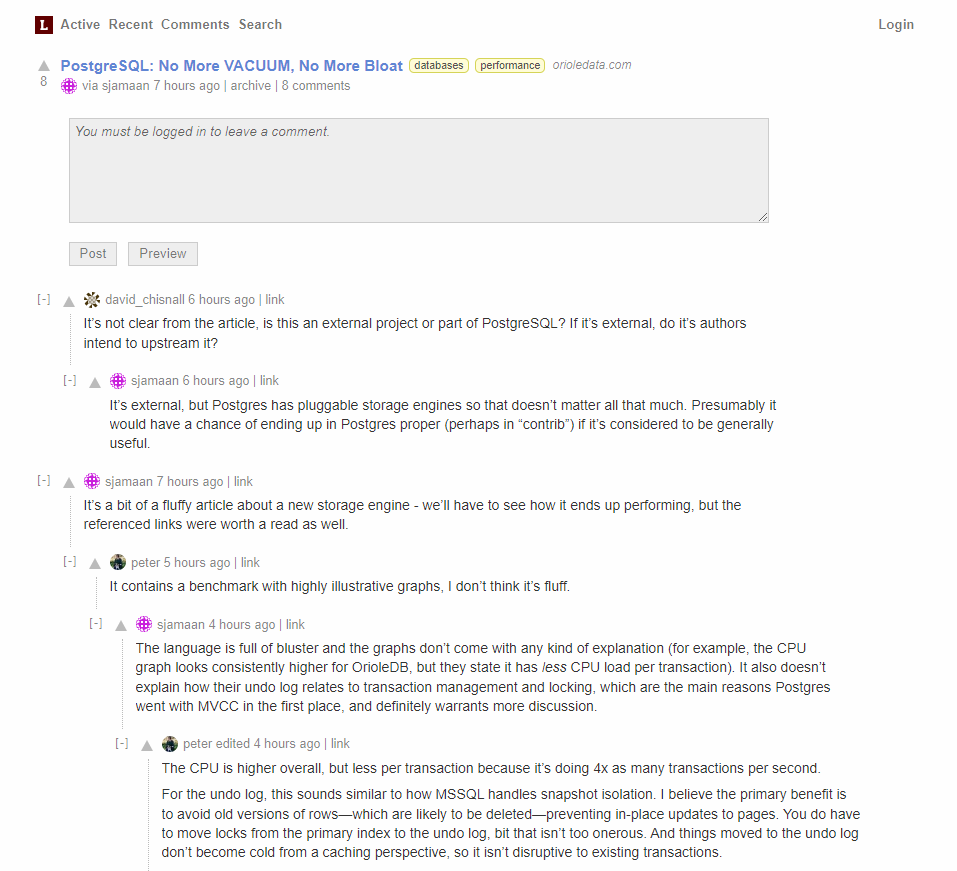 L Active Recent Comments Search Login
PostgreSQL: No More VACUUM, No More Bloat databases performance orioledata.com
8 via sjamaan 7 hours ago | archive | 8 comments
You must be logged in to leave a comment.
Post Preview
[-] david_chisnall 6 hours ago | link
It’s not clear from the article, is this an external project or part of PostgreSQL? If it’s external, do it’s authors
intend to upstream it?
[-] sjamaan 6 hours ago | link
It’s external, but Postgres has pluggable storage engines so that doesn’t matter all that much. Presumably it
would have a chance of ending up in Postgres proper (perhaps in “contrib”) if it’s considered to be generally
useful.
[-] sjamaan 7 hours ago | link
It’s a bit of a fluffy article about a new storage engine - we’ll have to see how it ends up performing, but the
referenced links were worth a read as well.
[-] peter 5 hours ago | link
It contains a benchmark with highly illustrative graphs, I don’t think it’s fluff.
[-] sjamaan 4 hours ago | link
The language is full of bluster and the graphs don’t come with any kind of explanation (for example, the CPU
graph looks consistently higher for OrioleDB, but they state it has less CPU load per transaction). It also doesn’t
explain how their undo log relates to transaction management and locking, which are the main reasons Postgres
went with MVCC in the first place, and definitely warrants more discussion.
[-] peter edited 4 hours ago | link
The CPU is higher overall, but less per transaction because it’s doing 4x as many transactions per second.
For the undo log, this sounds similar to how MSSQL handles snapshot isolation. I believe the primary benefit is
to avoid old versions of rows—which are likely to be deleted—preventing in-place updates to pages. You do have
to move locks from the primary index to the undo log, bit that isn’t too onerous. And things moved to the undo log
don’t become cold from a caching perspective, so it isn’t disruptive to existing transactions.